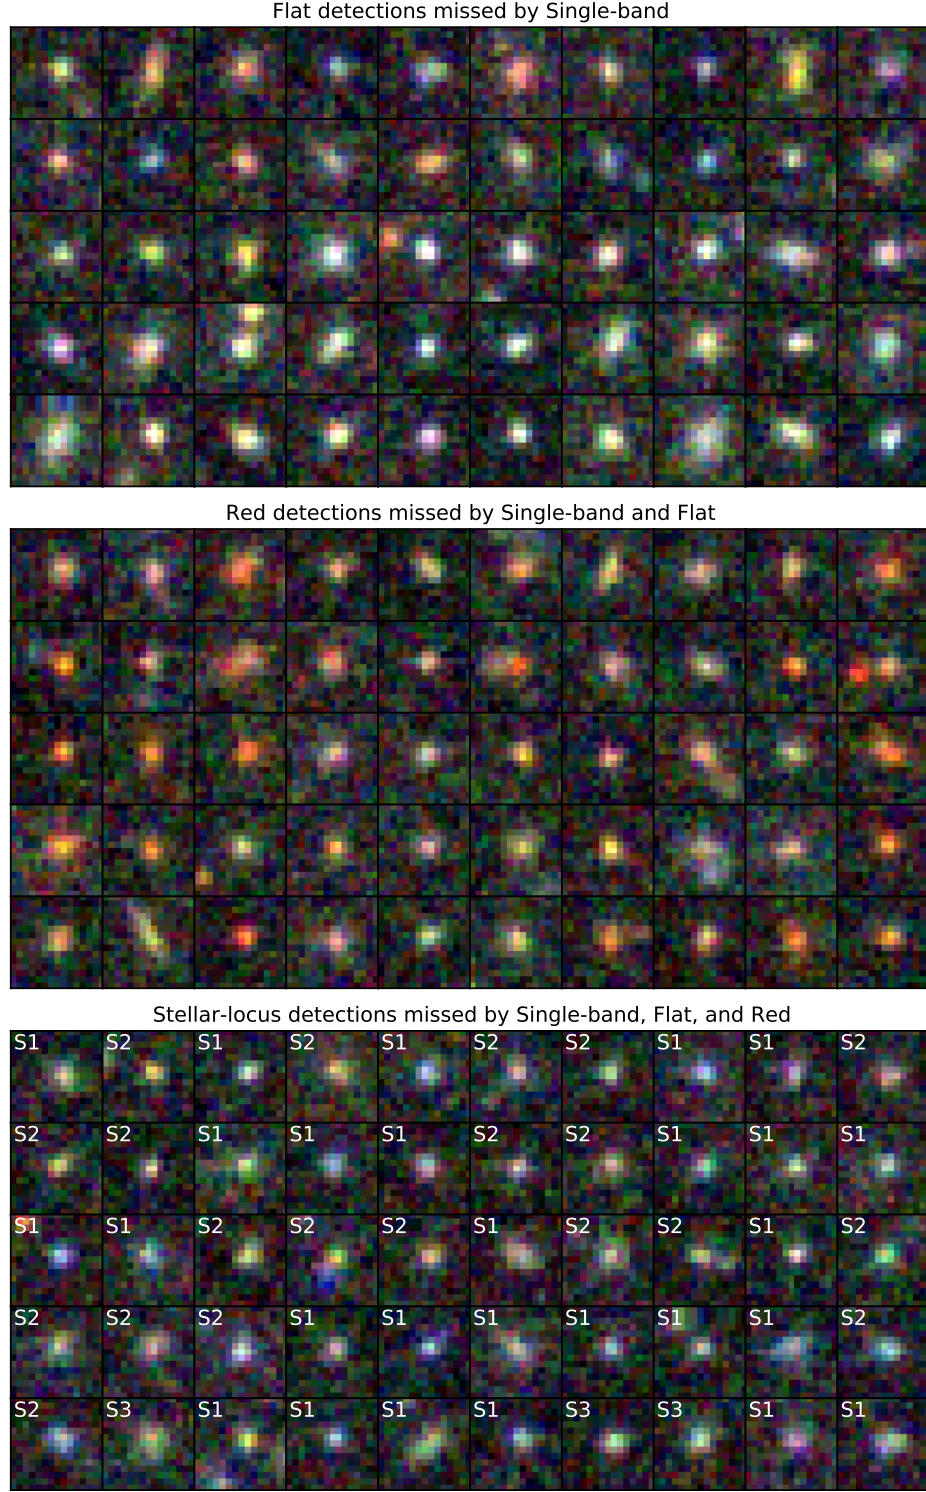 Flat detections missed by Single-band
Red detections missed by Single-band and Flat
Stellar-locus detections missed by Single-band, Flat, and Red
S1 S2 S1 S2 S1 S2 S2 S1 S1 S2
S2 S2 S1 S1 S1 S2 S2 S1 S1 S1
S1 S1 S2 S2 S2 S1 S2 S2 S1 S2
S2 S2 S2 S1 S1 S1 S1 S1 S1 S2
S2 S3 S1 S1 S1 S1 S3 S3 S1 S1